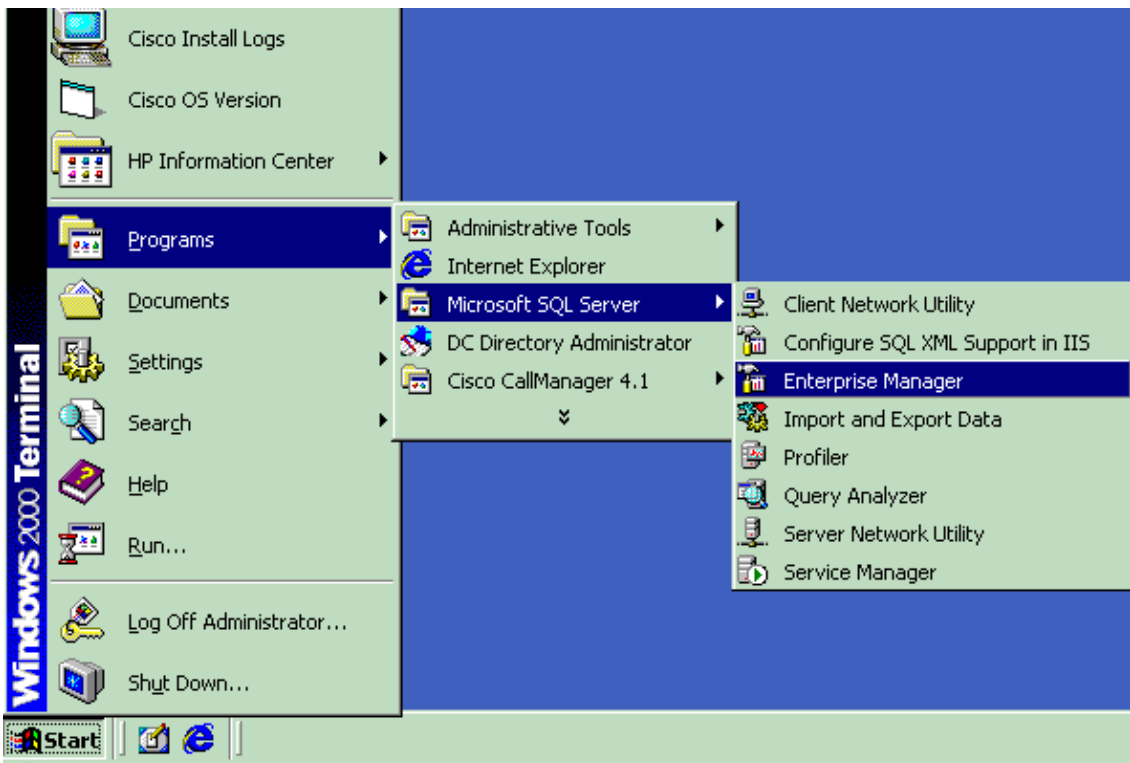 Cisco Install Logs
Cisco OS Version
HP Information Center
Programs
Documents
Settings
Search
Help
Run...
Log Off Administrator...
Shut Down...
Windows 2000 Terminal
Administrative Tools
Internet Explorer
Microsoft SQL Server
DC Directory Administrator
Cisco CallManager 4.1
Client Network Utility
Configure SQL XML Support in IIS
Enterprise Manager
Import and Export Data
Profiler
Query Analyzer
Server Network Utility
Service Manager
Start